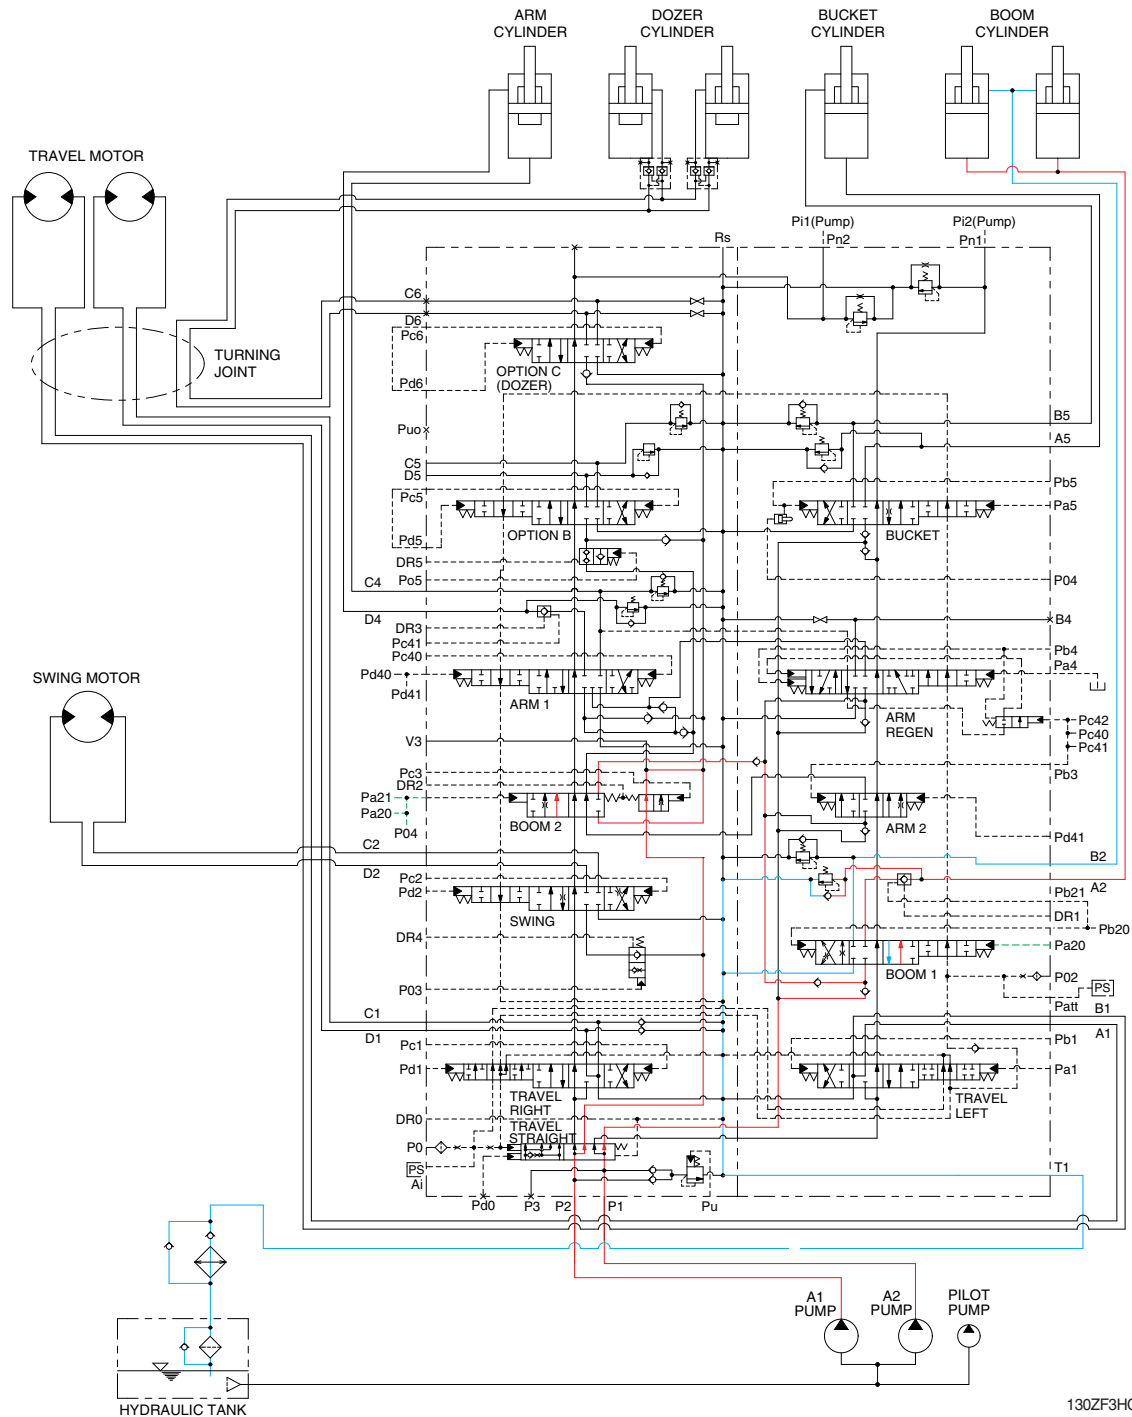 ARM
CYLINDER
DOZER
CYLINDER
BUCKET
CYLINDER
BOOM
CYLINDER
TRAVEL MOTOR
Pi1(Pump)
Pi2(Pump)
Rs
Pn2
Pn1
C6
D6
Pc6
TURNING
JOINT
OPTION C
(DOZER)
Pd6
B5
Puo
A5
C5
D5
Pb5
Pc5
Pa5
OPTION B
BUCKET
Pd5
DR5
C4
Po5
P04
D4
B4
DR3
Pc41
Pb4
Pc40
Pa4
Pd40
SWING MOTOR
Pd41
ARM 1
ARM
REGEN
Pc42
Pc40
Pc41
V3
Pc3
DR2
Pb3
Pa21
Pa20
BOOM 2
ARM 2
P04
Pd41
C2
B2
D2
Pc2
Pd2
A2
Pb21
SWING
DR1
Pb20
DR4
Pa20
BOOM 1
P02
P03
PS
Patt
C1
B1
D1
A1
Pc1
Pb1
Pd1
Pa1
TRAVEL
RIGHT
TRAVEL
LEFT
DR0
TRAVEL
STRAIGHT
P0
PS
T1
Ai
Pd0
P3
P2
P1
Pu
A1
PUMP
A2
PUMP
PILOT
PUMP
HYDRAULIC TANK